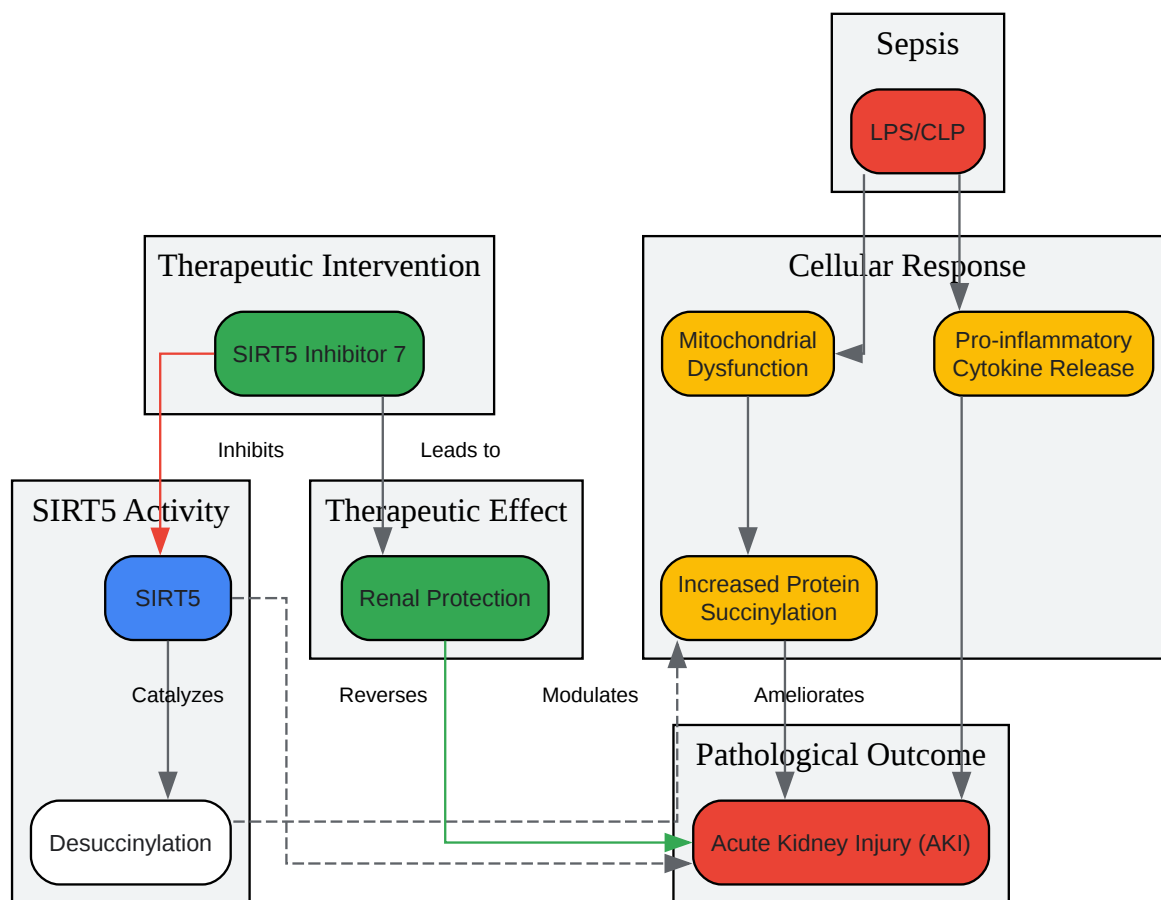 Sepsis
LPS/CLP
Therapeutic Intervention
SIRT5 Inhibitor 7
Cellular Response
Mitochondrial
Dysfunction
Pro-inflammatory
Cytokine Release
Inhibits
Leads to
SIRT5 Activity
SIRT5
Therapeutic Effect
Renal Protection
Increased Protein
Succinylation
Catalyzes
Reverses
Modulates
Ameliorates
Desuccinylation
Pathological Outcome
Acute Kidney Injury (AKI)